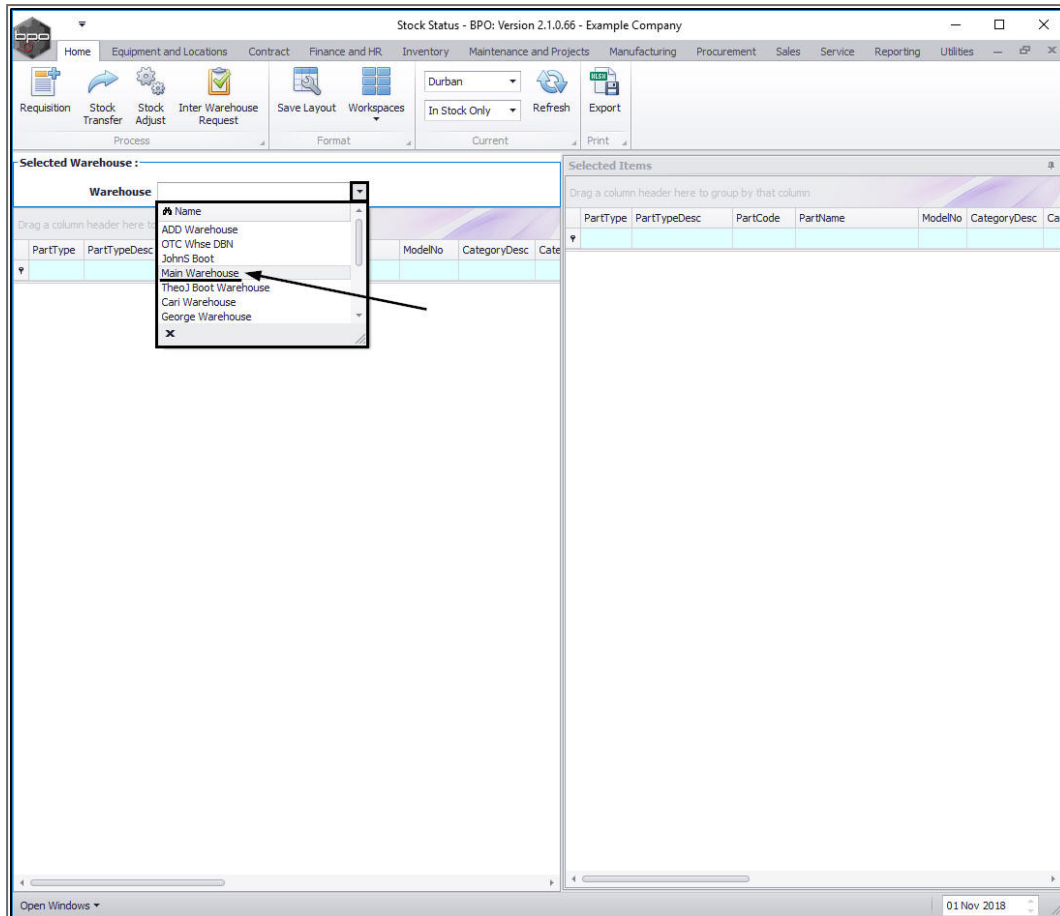 Stock Status - BPO: Version 2.1.0.66 - Example Company
bpo
Home Equipment and Locations Contract Finance and HR Inventory Maintenance and Projects Manufacturing Procurement Sales Service Reporting Utilities
Durban
Requisition Stock Transfer Stock Adjust Inter Warehouse Request Save Layout Workspaces In Stock Only Refresh Export
Process Format Current Print
Selected Warehouse :
Warehouse
Name
ADD Warehouse
OTC Whse DBN
JohnS Boot
Main Warehouse
TheoJ Boot Warehouse
Cari Warehouse
George Warehouse
x
Drag a column header here to
PartType PartTypeDesc ModelNo CategoryDesc Cate
Selected Items
Drag a column header here to group by that column
PartType PartTypeDesc PartCode PartName ModelNo CategoryDesc Ca
Open Windows
01 Nov 2018